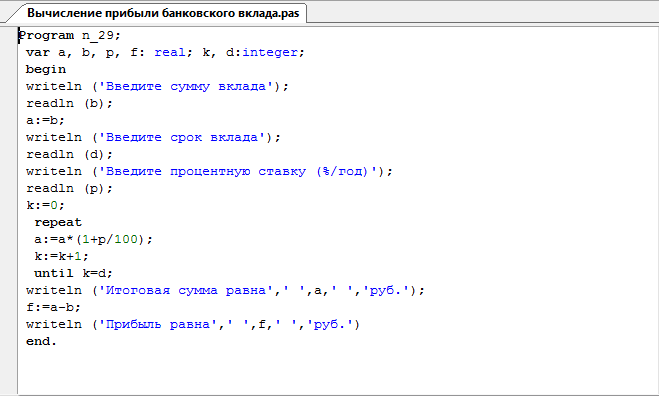 Вычисление прибыли банковского вклада.pas
Program n_29;
var a, b, p, f: real; k, d:integer;
begin
writeln ('Введите сумму вклада');
readln (b);
a:=b;
writeln ('Введите срок вклада');
readln (d);
writeln ('Введите процентную ставку (%/год)');
readln (p);
k:=0;
repeat
a:=a*(1+p/100);
k:=k+1;
until k=d;
writeln ('Итоговая сумма равна',' ',a,' ','руб.');
f:=a-b;
writeln ('Прибыль равна',' ',f,' ','руб.')
end.